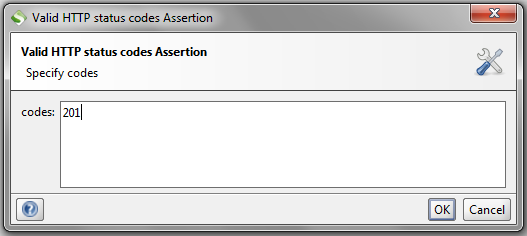 Valid HTTP status codes Assertion
Valid HTTP status codes Assertion
Specify codes
codes: 201
?
OK Cancel